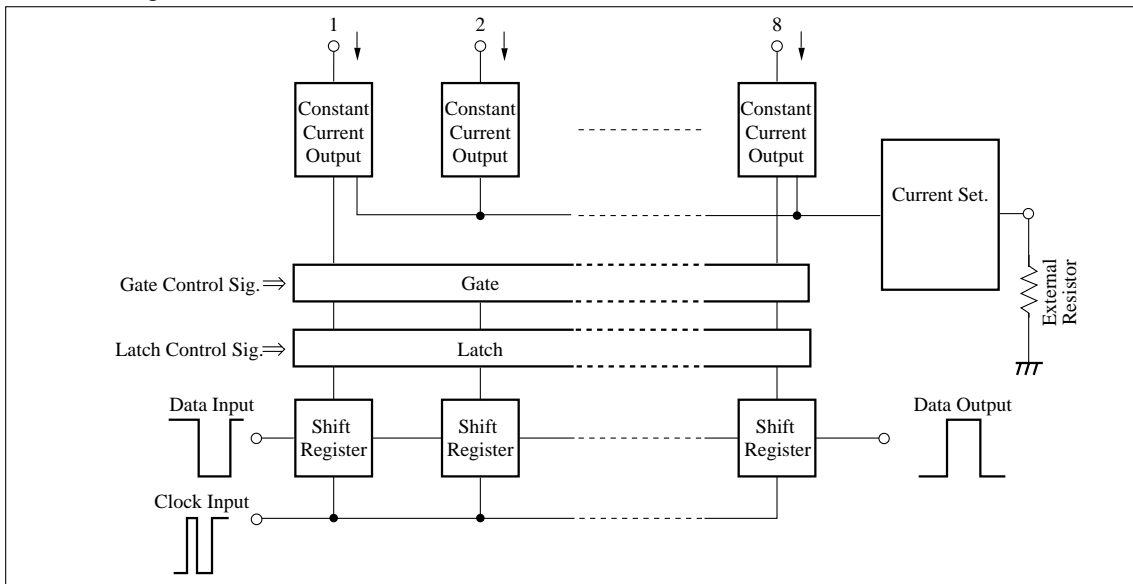 1
2
8
Constant
Current
Output
Constant
Current
Output
Constant
Current
Output
Current Set.
External
Resistor
Gate Control Sig.
Gate
Latch Control Sig.
Latch
Data Input
Shift
Register
Shift
Register
Shift
Register
Data Output
Clock Input